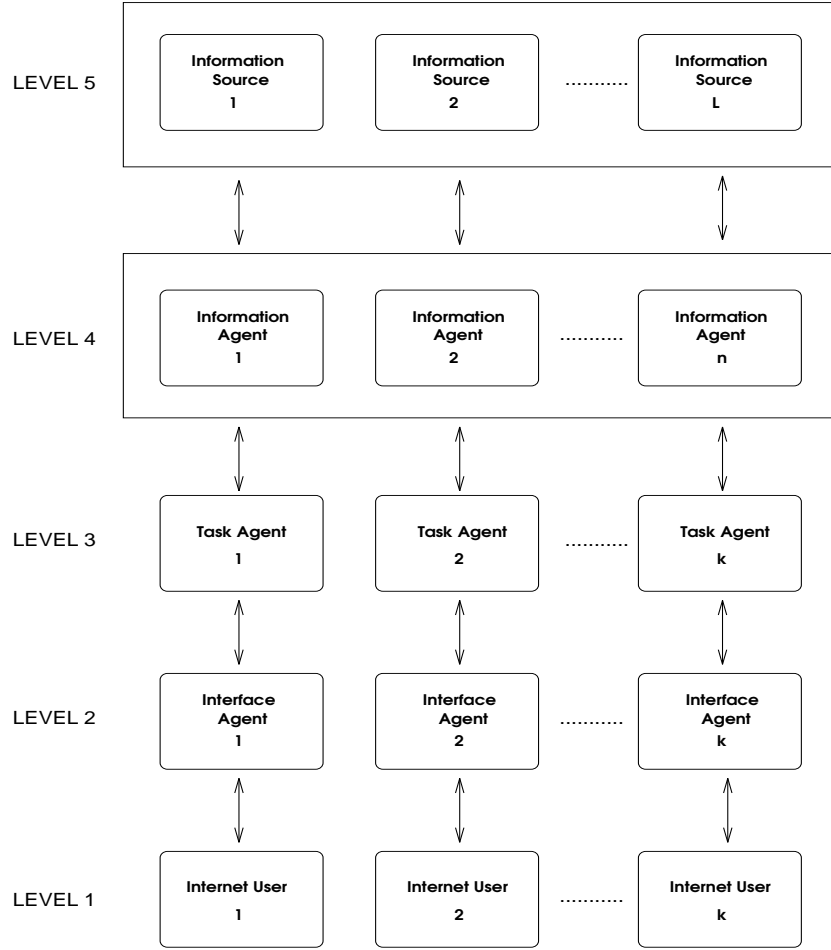 LEVEL 5
Information Source 1
Information Source 2
...........
Information Source L
LEVEL 4
Information Agent 1
Information Agent 2
...........
Information Agent n
LEVEL 3
Task Agent 1
Task Agent 2
...........
Task Agent k
LEVEL 2
Interface Agent 1
Interface Agent 2
...........
Interface Agent k
LEVEL 1
Internet User 1
Internet User 2
...........
Internet User k